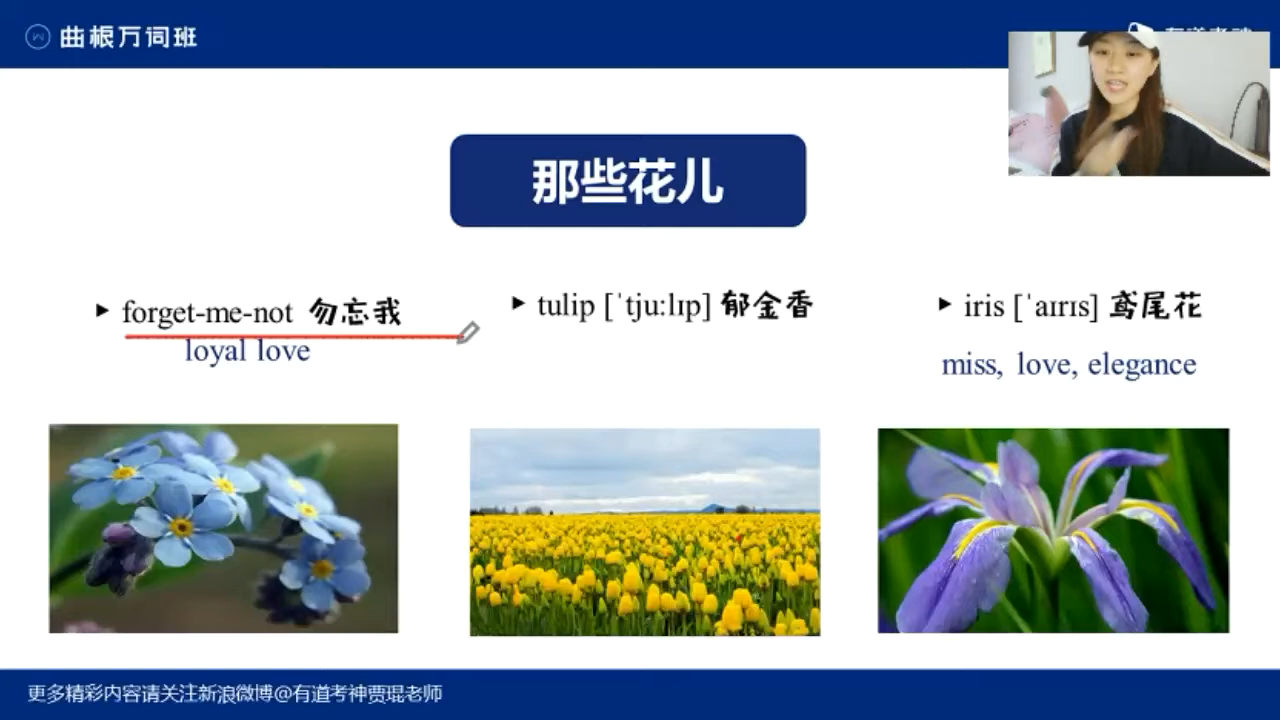 曲根万词班
那些花儿
forget-me-not 勿忘我
loyal love
tulip [ˈtju:lɪp] 郁金香
iris [ˈaɪrɪs] 鸢尾花
miss, love, elegance
更多精彩内容请关注新浪微博@有道考神贾琨老师